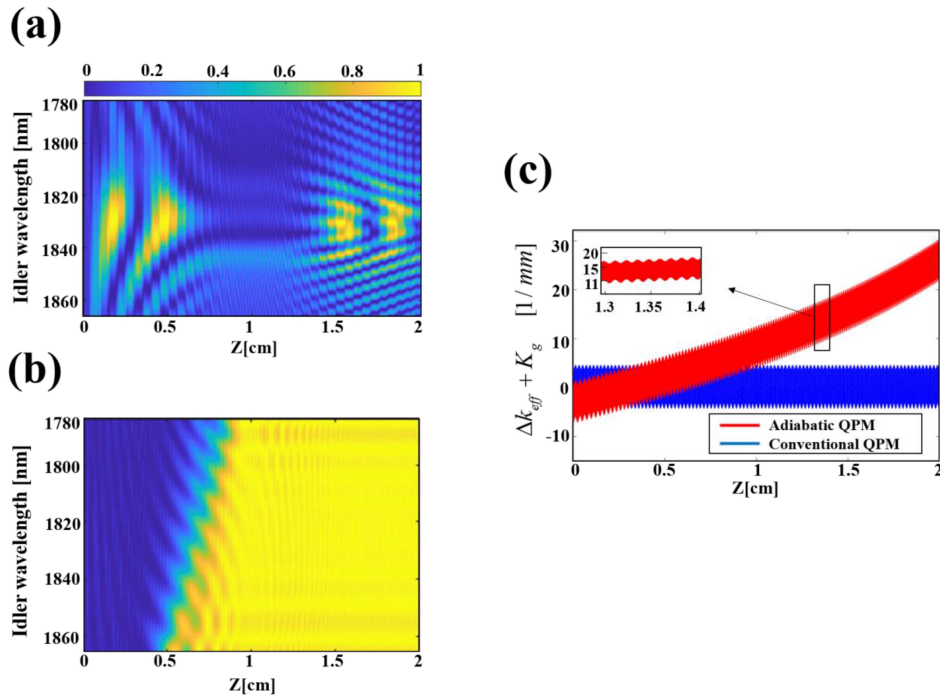 (a)
0 0.2 0.4 0.6 0.8 1
Idler wavelength [nm]
1780
1800
1820
1840
1860
0 0.5 1 1.5 2
Z[cm]
(b)
Idler wavelength [nm]
1780
1800
1820
1840
1860
0 0.5 1 1.5 2
Z[cm]
(c)
Δk_eff + K_g [1/ mm]
30
20
10
0
-10
20
15
11
1.3 1.35 1.4
Adiabatic QPM
Conventional QPM
0 0.5 1 1.5 2
Z[cm]